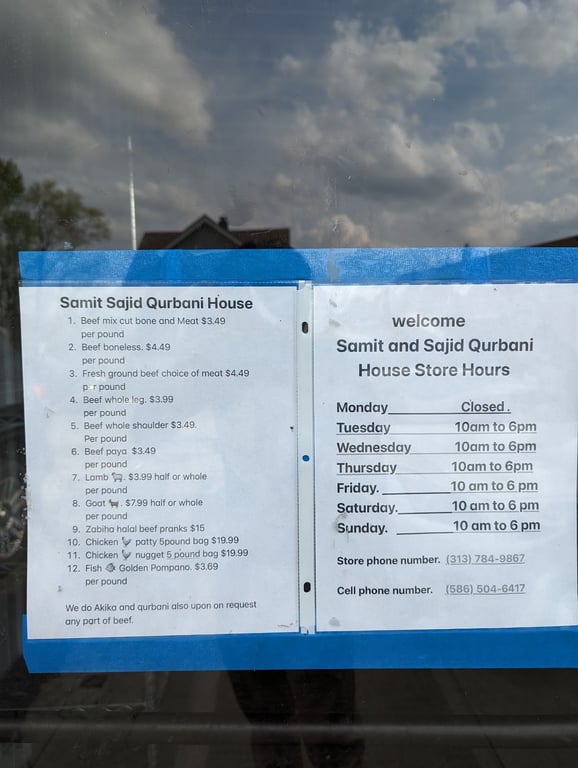 Samit Sajid Qurbani House
1. Beef mix cut bone and Meat $3.49
per pound
2. Beef boneless. $4.49
per pound
3. Fresh ground beef choice of meat $4.49
per pound
4. Beef whole leg. $3.99
per pound
5. Beef whole shoulder $3.49.
Per pound
6. Beef paya $3.49
per pound
7. Lamb 🐑. $3.99 half or whole
per pound
8. Goat 🐐. $7.99 half or whole
per pound
9. Zabiha halal beef pranks $15
10. Chicken 🐓 patty 5pound bag $19.99
11. Chicken 🐓 nugget 5 pound bag $19.99
12. Fish 🐡 Golden Pompano. $3.69
per pound
We do Akika and qurbani also upon on request
any part of beef.
welcome
Samit and Sajid Qurbani
House Store Hours
Monday Closed.
Tuesday 10am to 6pm
Wednesday 10am to 6pm
Thursday 10am to 6pm
Friday. 10 am to 6 pm
Saturday. 10 am to 6 pm
Sunday. 10 am to 6 pm
Store phone number. (313) 784-9867
Cell phone number. (586) 504-6417